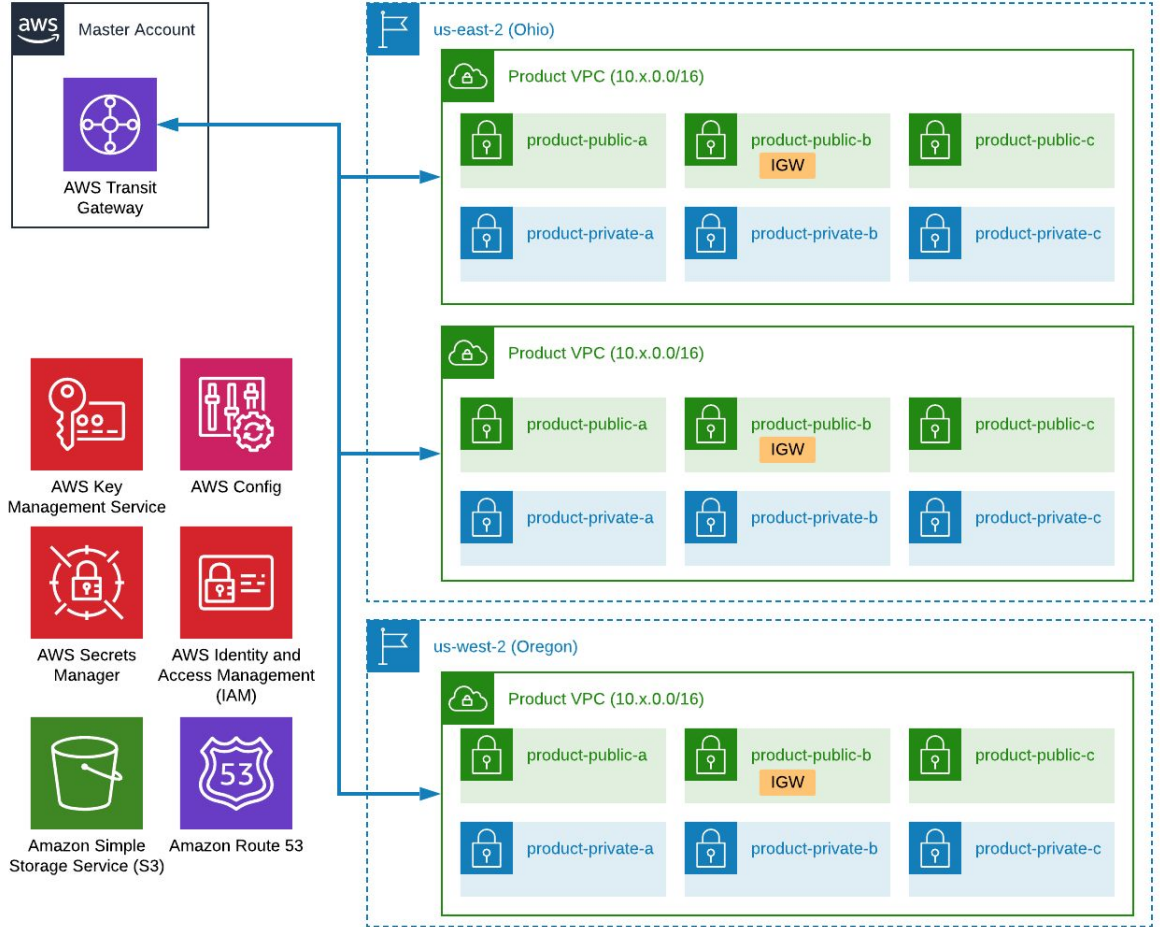 aws
Master Account
AWS Transit
Gateway
us-east-2 (Ohio)
Product VPC (10.x.0.0/16)
product-public-a
product-public-b
IGW
product-public-c
product-private-a
product-private-b
product-private-c
Product VPC (10.x.0.0/16)
product-public-a
product-public-b
IGW
product-public-c
product-private-a
product-private-b
product-private-c
AWS Key
Management Service
AWS Config
AWS Secrets
Manager
AWS Identity and
Access Management
(IAM)
53
Amazon Simple
Storage Service (S3)
Amazon Route 53
us-west-2 (Oregon)
Product VPC (10.x.0.0/16)
product-public-a
product-public-b
IGW
product-public-c
product-private-a
product-private-b
product-private-c